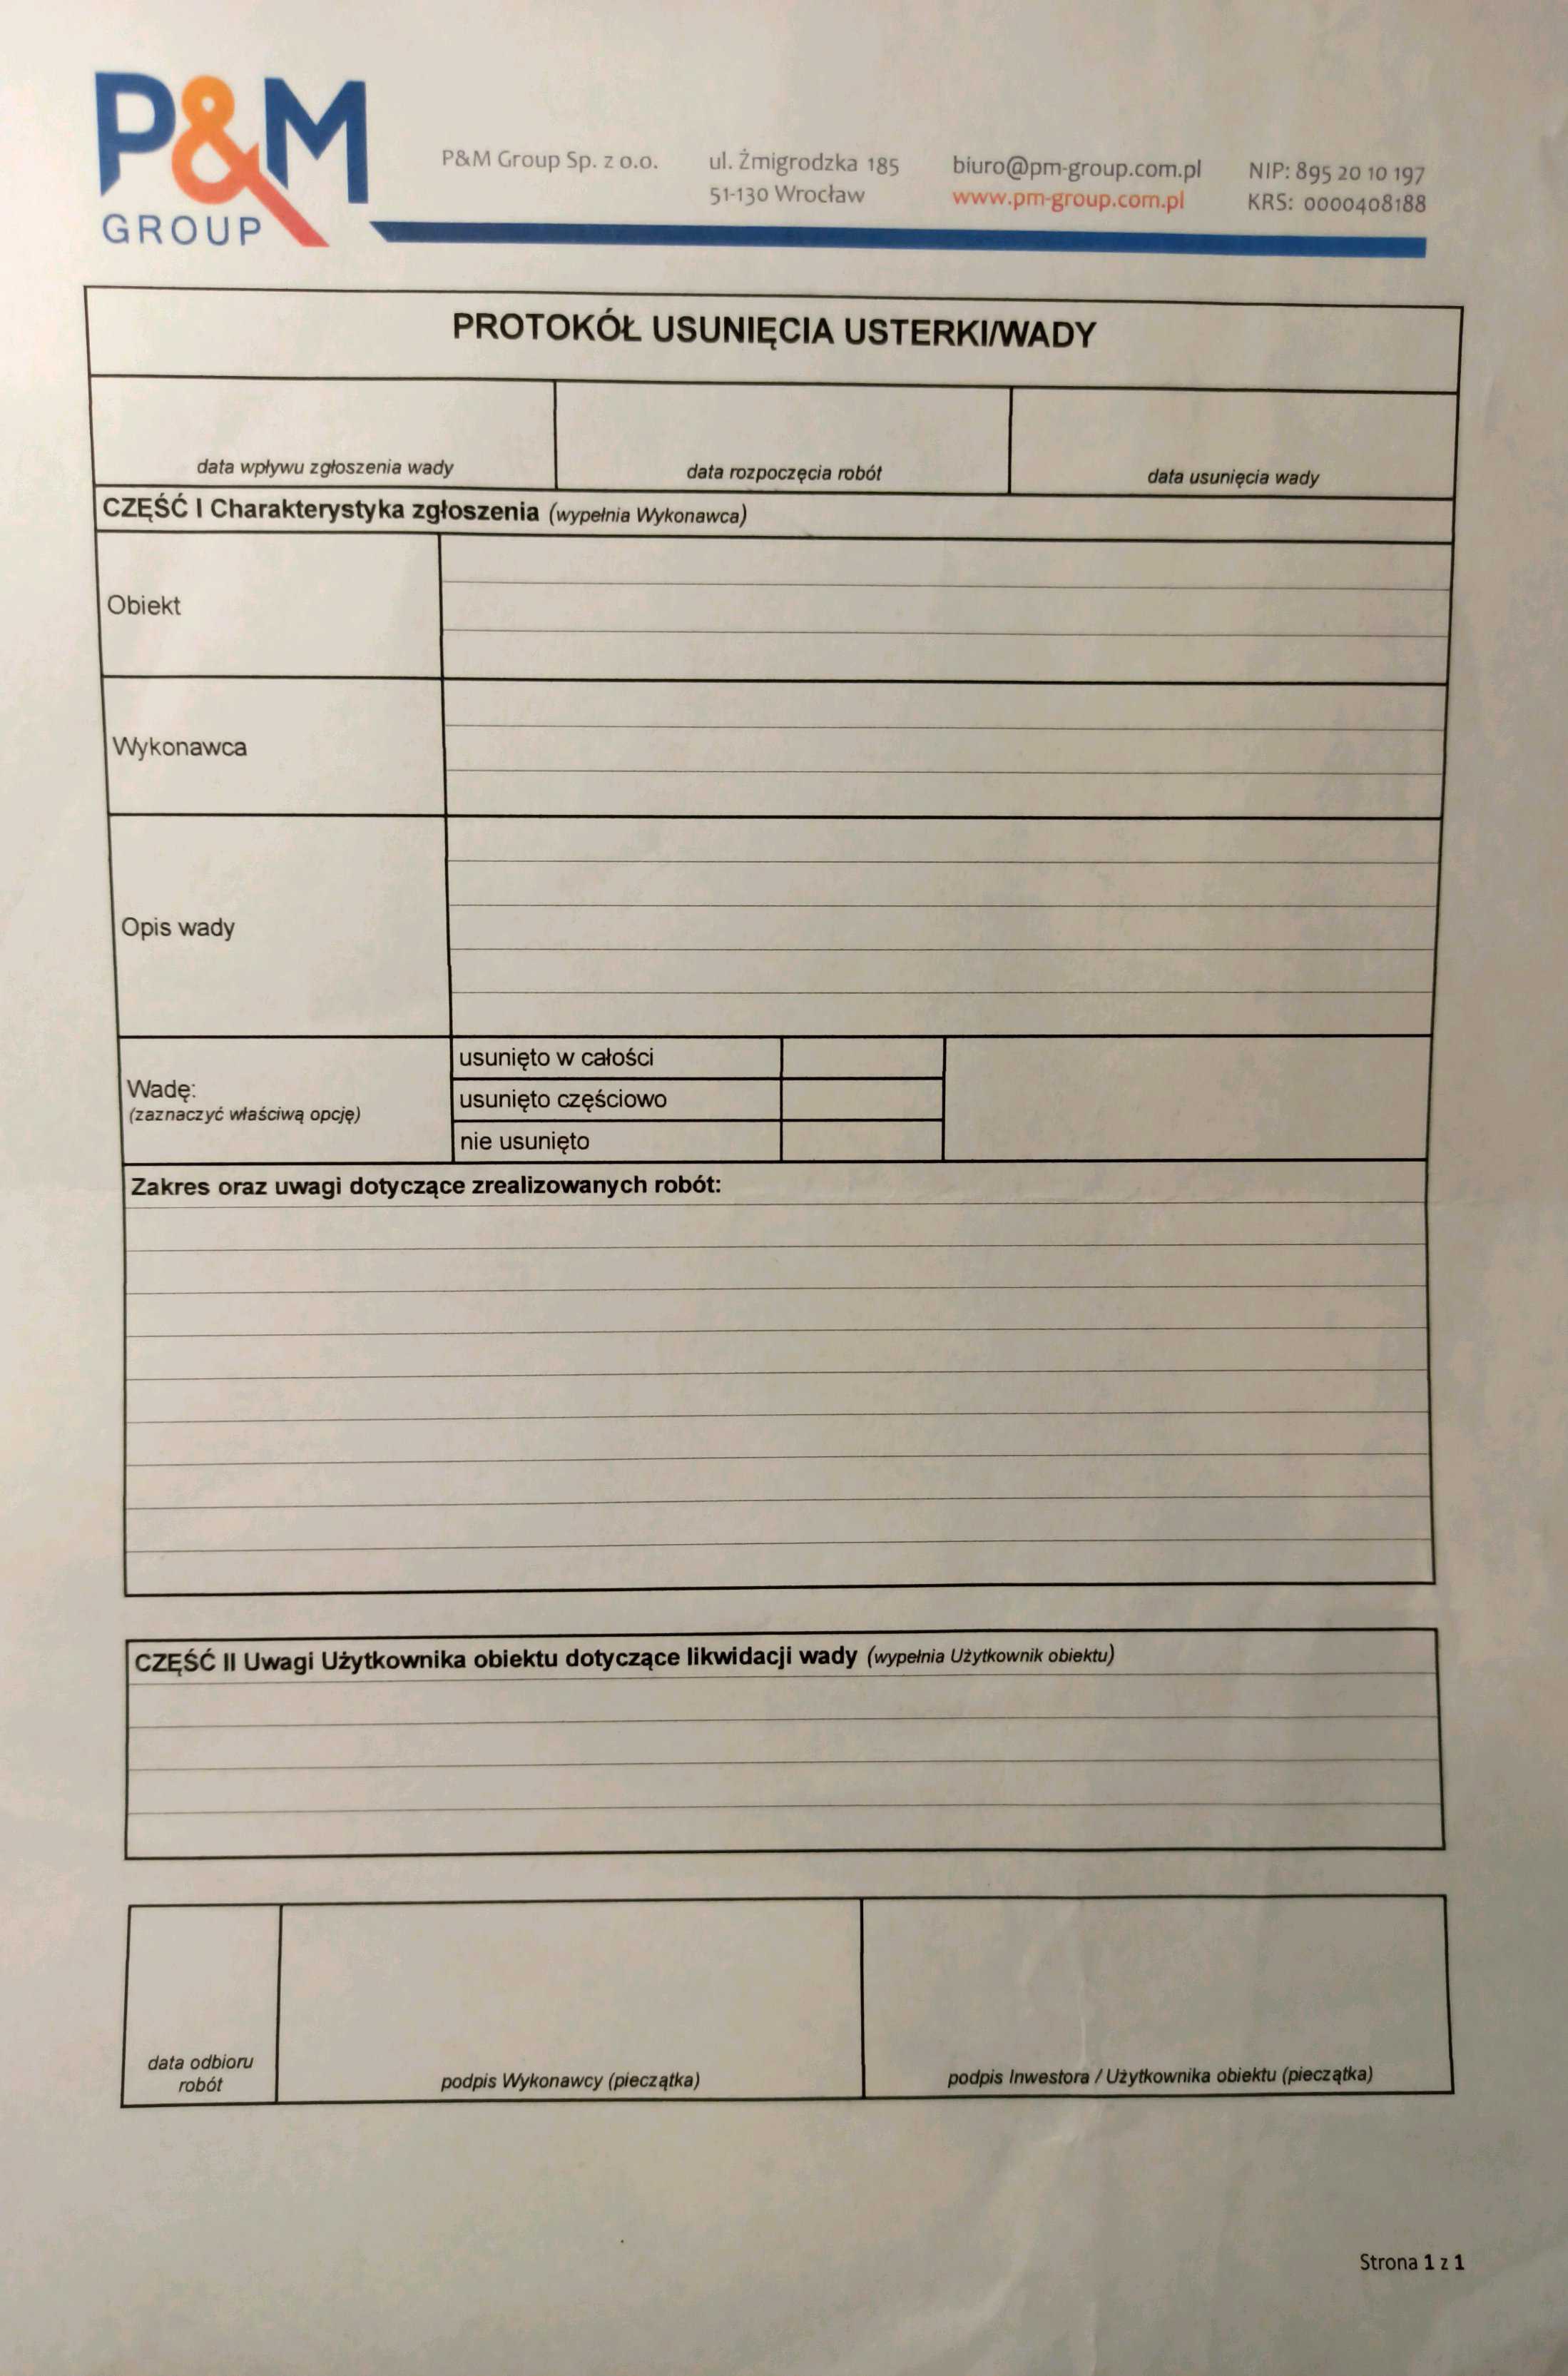 P&M
GROUP
P&M Group Sp. z o.o.
ul. Żmigrodzka 185
51-130 Wrocław
biuro@pm-group.com.pl
www.pm-group.com.pl
NIP: 895 20 10 197
KRS: 0000408188
PROTOKÓŁ USUNIĘCIA USTERKI/WADY
data wpływu zgłoszenia wady
data rozpoczęcia robót
data usunięcia wady
CZĘŚĆ I Charakterystyka zgłoszenia (wypełnia Wykonawca)
Obiekt
Wykonawca
Opis wady
Wadę:
(zaznaczyć właściwą opcję)
usunięto w całości
usunięto częściowo
nie usunięto
Zakres oraz uwagi dotyczące zrealizowanych robót:
CZĘŚĆ II Uwagi Użytkownika obiektu dotyczące likwidacji wady (wypełnia Użytkownik obiektu)
data odbioru
robót
podpis Wykonawcy (pieczątka)
podpis Inwestora / Użytkownika obiektu (pieczątka)
Strona 1 z 1